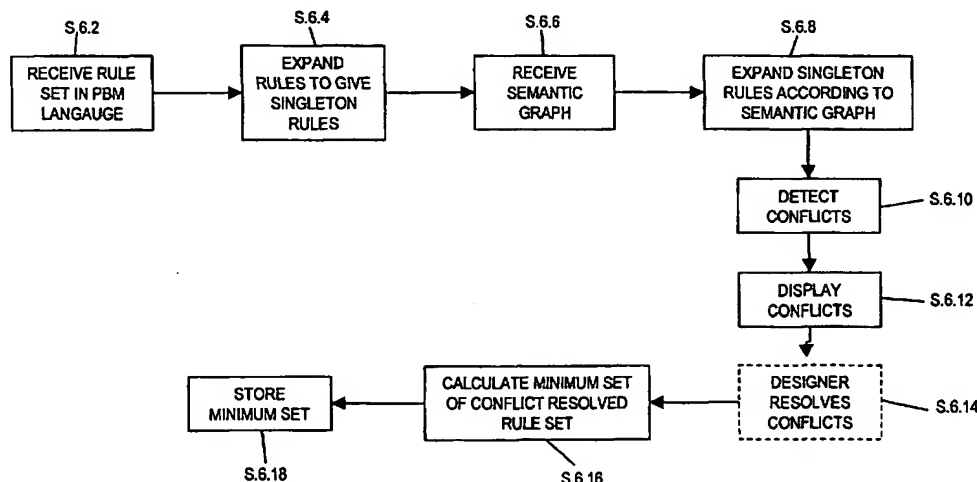 S.6.2
RECEIVE RULE
SET IN PBM
LANGAUGE
S.6.4
EXPAND
RULES TO GIVE
SINGLETON
RULES
S.6.6
RECEIVE
SEMANTIC
GRAPH
S.6.8
EXPAND SINGLETON
RULES ACCORDING TO
SEMANTIC GRAPH
DETECT
CONFLICTS
S.6.10
DISPLAY
CONFLICTS
S.6.12
DESIGNER
RESOLVES
CONFLICTS
S.6.14
CALCULATE MINIMUM SET
OF CONFLICT RESOLVED
RULE SET
S.6.16
STORE
MINIMUM SET
S.6.18